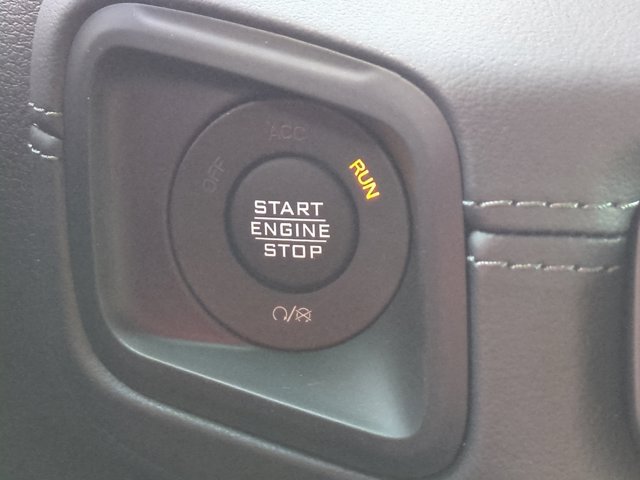 ACC
OFF
RUN
START
ENGINE
STOP